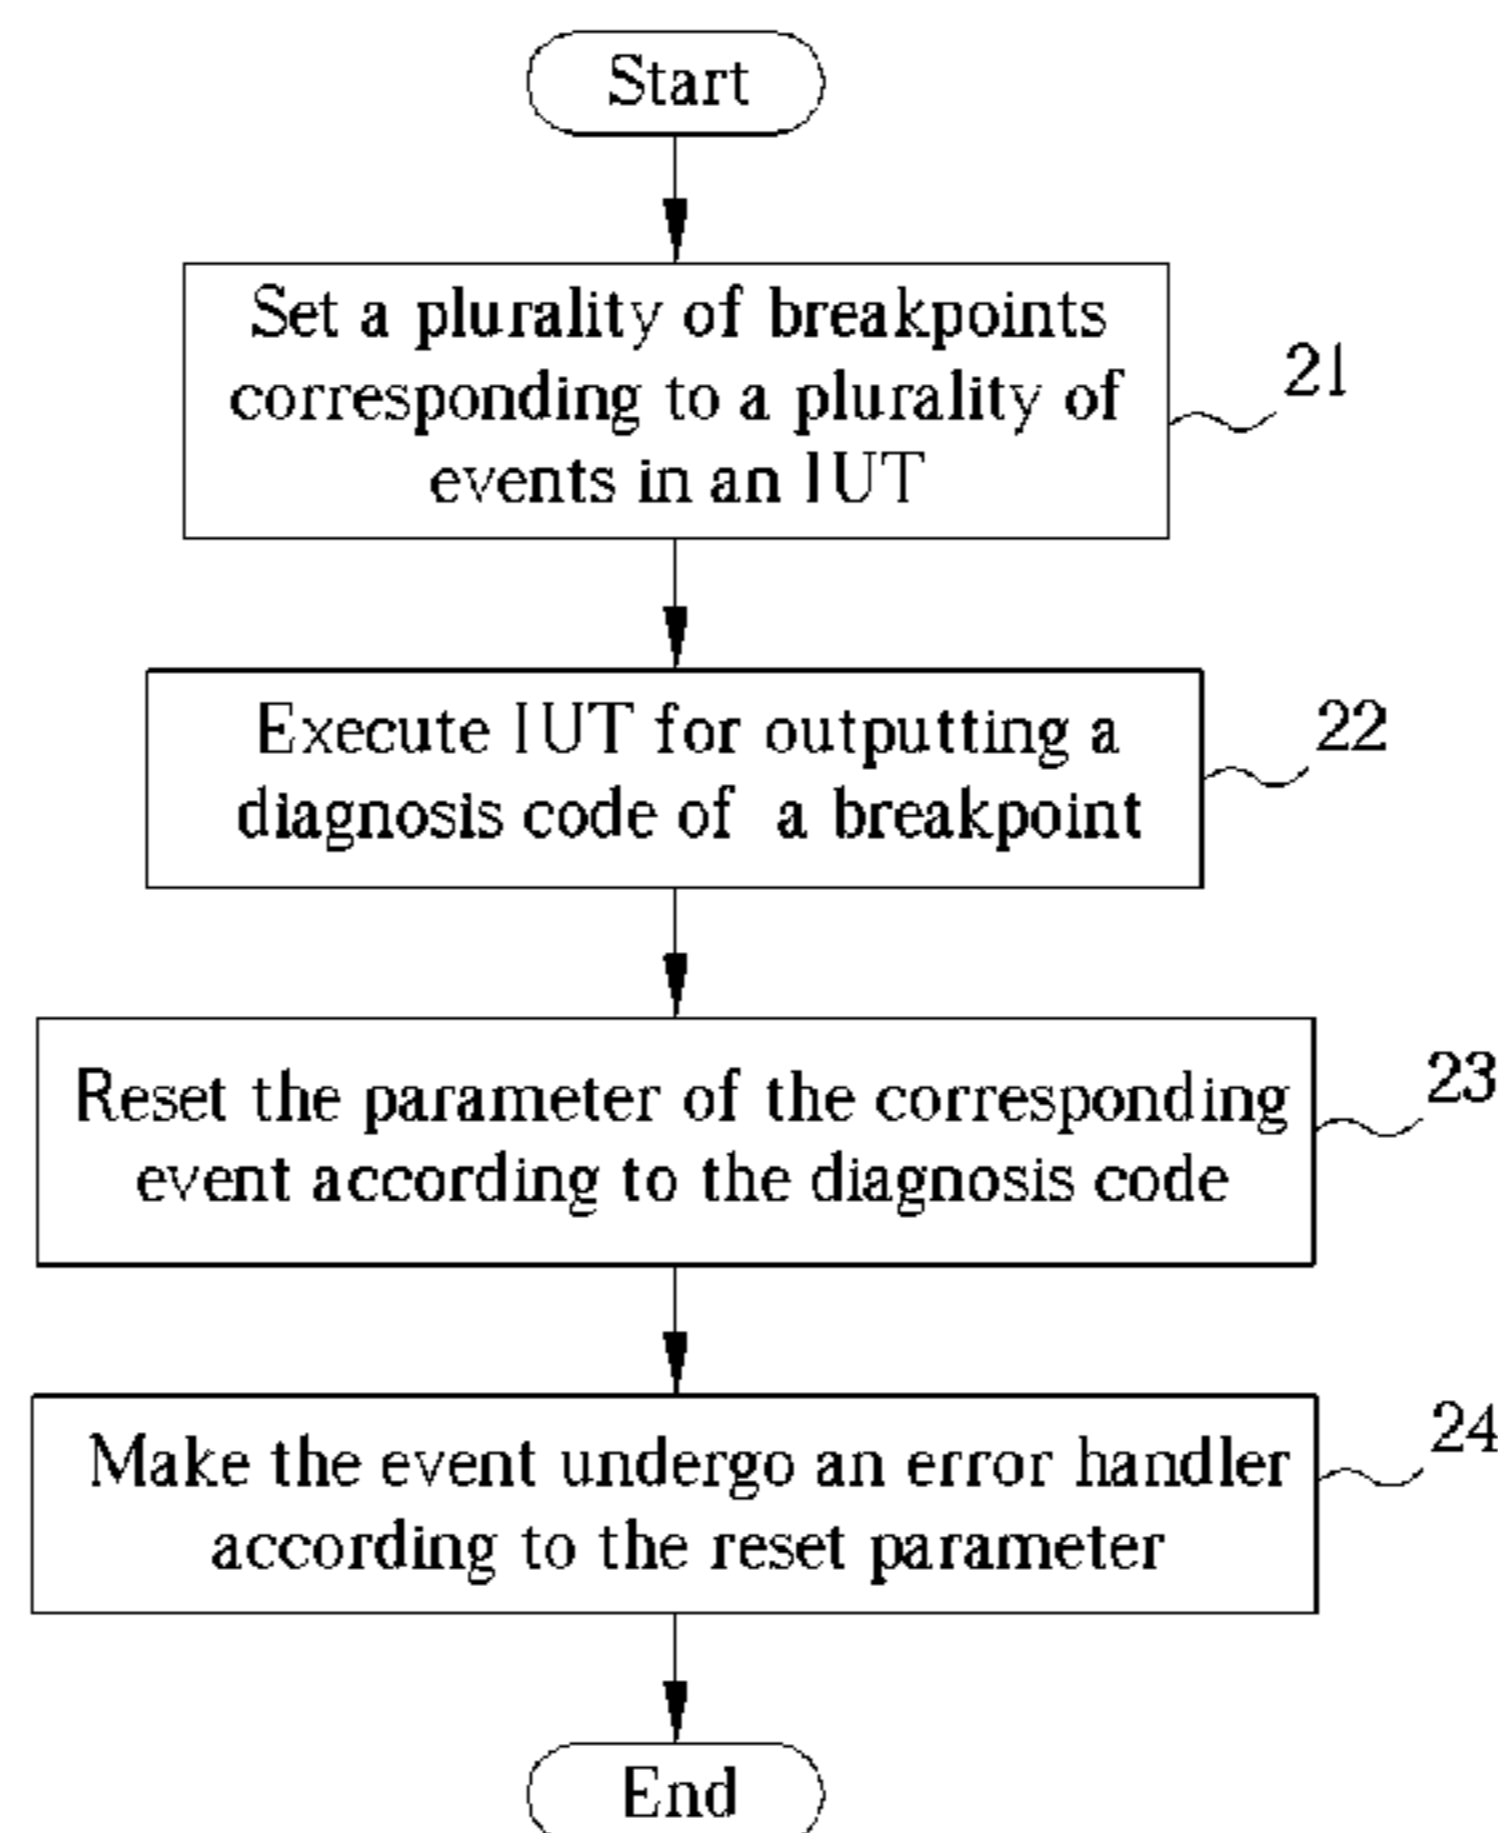 Start
Set a plurality of breakpoints
corresponding to a plurality of
events in an IUT
21
Execute IUT for outputting a
diagnosis code of a breakpoint
22
Reset the parameter of the corresponding
event according to the diagnosis code
23
Make the event undergo an error handler
according to the reset parameter
24
End